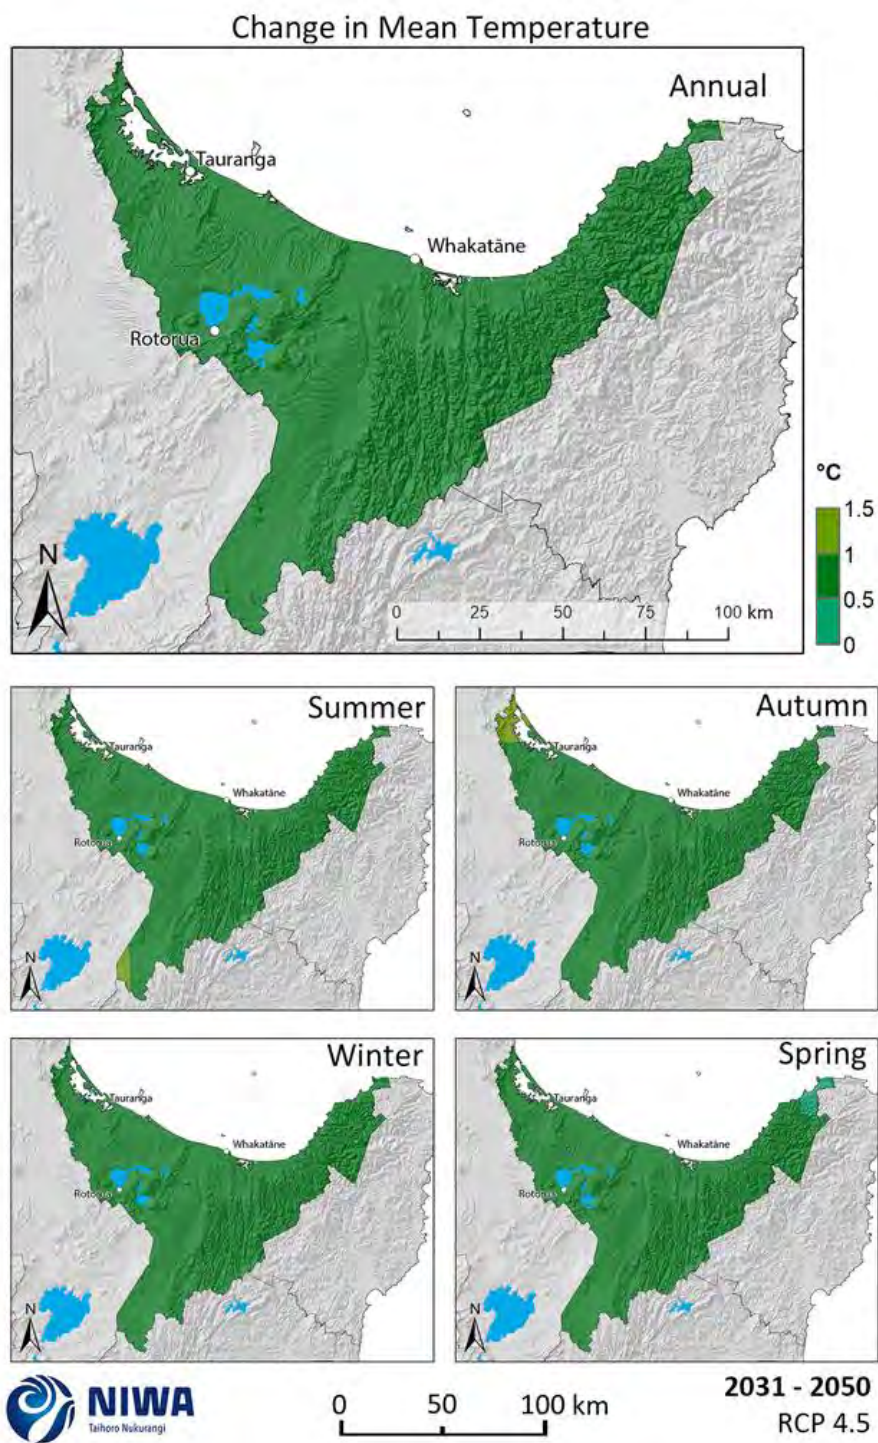 Change in Mean Temperature
Annual
Tauranga
Whakatāne
Rotorua
°C
1.5
1
0.5
0
N
0 25 50 75 100 km
Summer
Tauranga
Whakatāne
Rotorua
N
Autumn
Tauranga
Whakatāne
Rotorua
N
Winter
Tauranga
Whakatāne
Rotorua
N
Spring
Tauranga
Whakatāne
Rotorua
N
NIWA
Taihoro Nukurangi
0 50 100 km
2031 - 2050
RCP 4.5